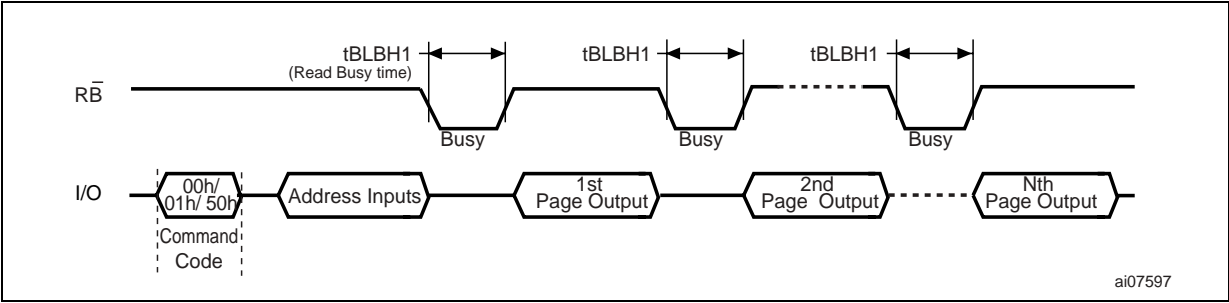 tBLBH1 tBLBH1 tBLBH1
(Read Busy time)
RB̅
Busy Busy Busy
I/O
00h/
01h/ 50h
Address Inputs
1st
Page Output
2nd
Page Output
Nth
Page Output
Command
Code
ai07597